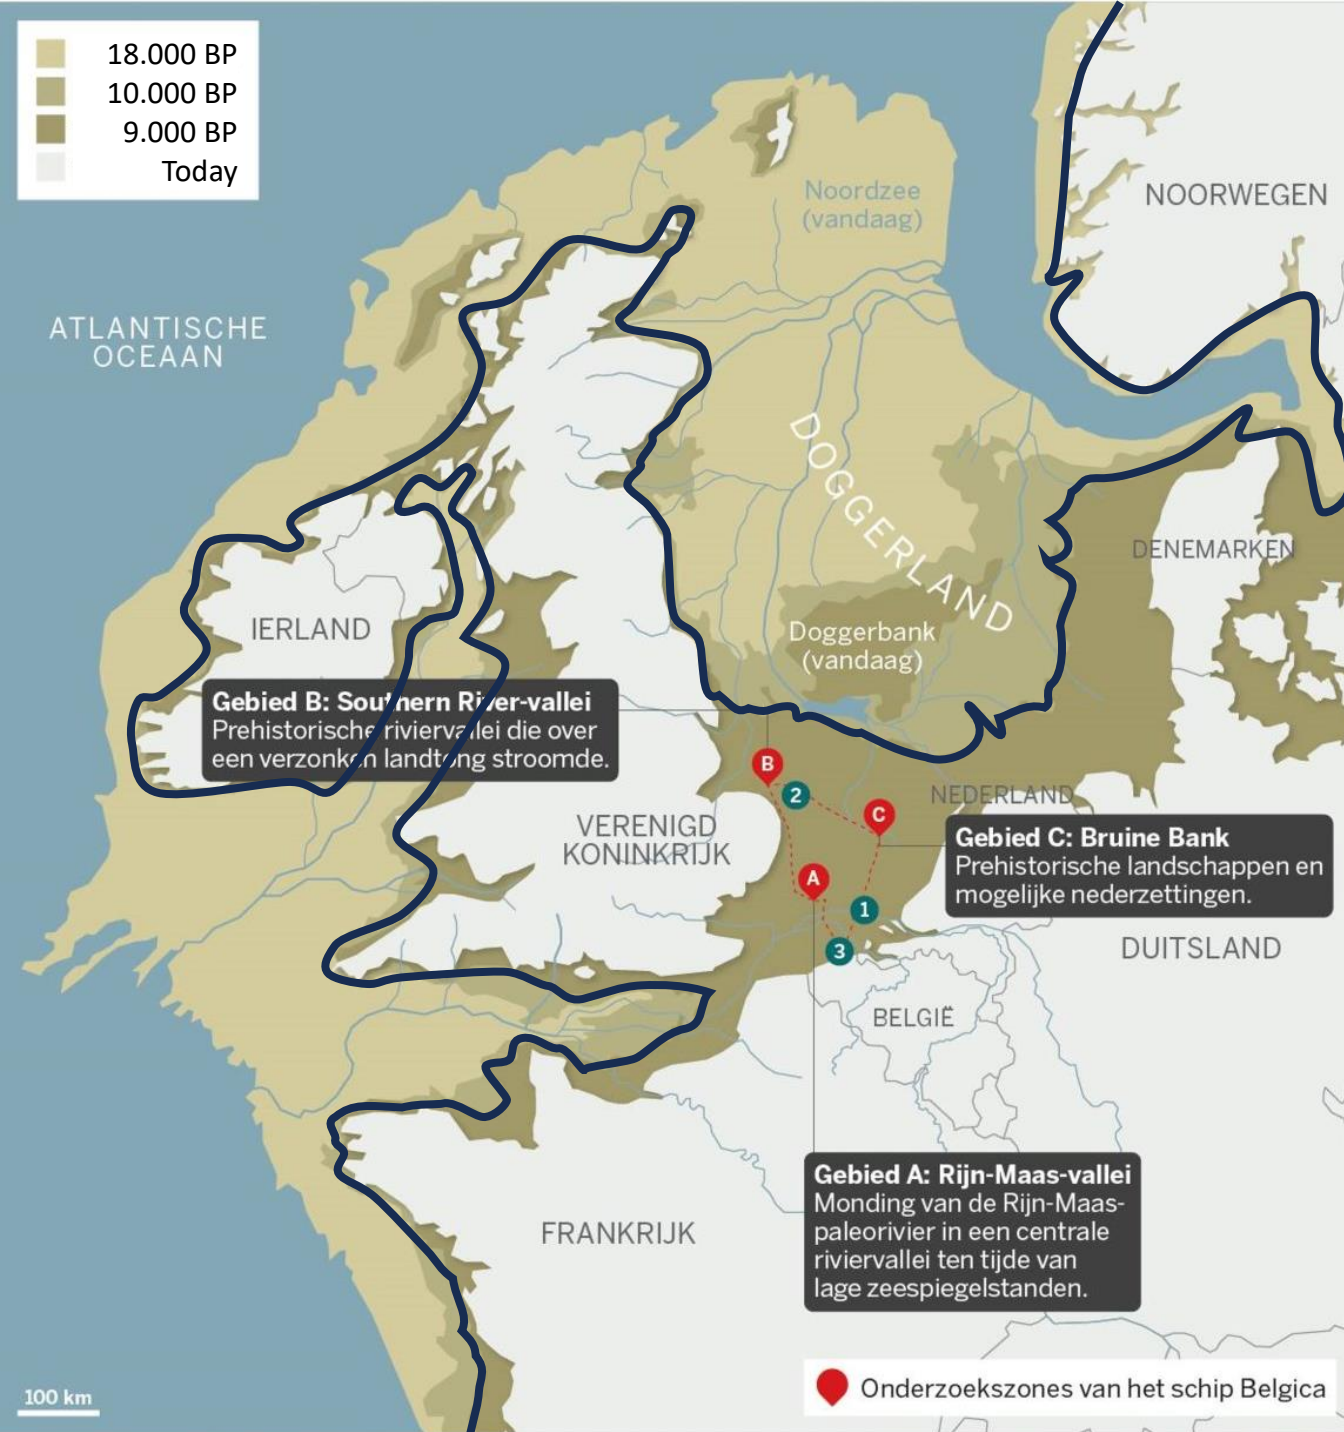 18.000 BP
10.000 BP
9.000 BP
Today
NOORWEGEN
Noordzee
(vandaag)
ATLANTISCHE
OCEAAN
DOGGERLAND
DENEMARKEN
IERLAND
Doggerbank
(vandaag)
Gebied B: Southern River-vallei
Prehistorische riviervallei die over
een verzonken landtong stroomde.
B
2
NEDERLAND
C
VERENIGD
KONINKRIJK
Gebied C: Bruine Bank
Prehistorische landschappen en
mogelijke nederzettingen.
A
1
3
DUITSLAND
BELGIË
Gebied A: Rijn-Maas-vallei
Monding van de Rijn-Maas-
paleorivier in een centrale
riviervallei ten tijde van
lage zeespiegelstanden.
FRANKRIJK
100 km
Onderzoekszones van het schip Belgica